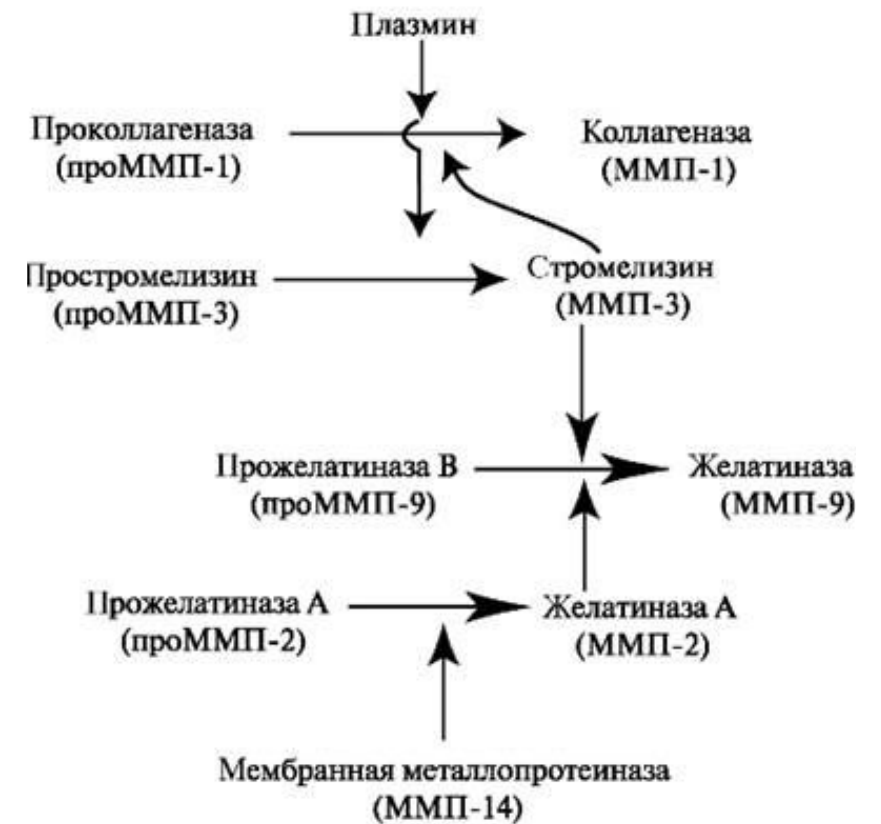 Плазмин
Проколлагеназа
(проММП-1)
Коллагеназа
(ММП-1)
Простромелизин
(проММП-3)
Стромелизин
(ММП-3)
Прожелатиназа В
(проММП-9)
Желатиназа
(ММП-9)
Прожелатиназа А
(проММП-2)
Желатиназа А
(ММП-2)
Мембранная металлопротеиназа
(ММП-14)